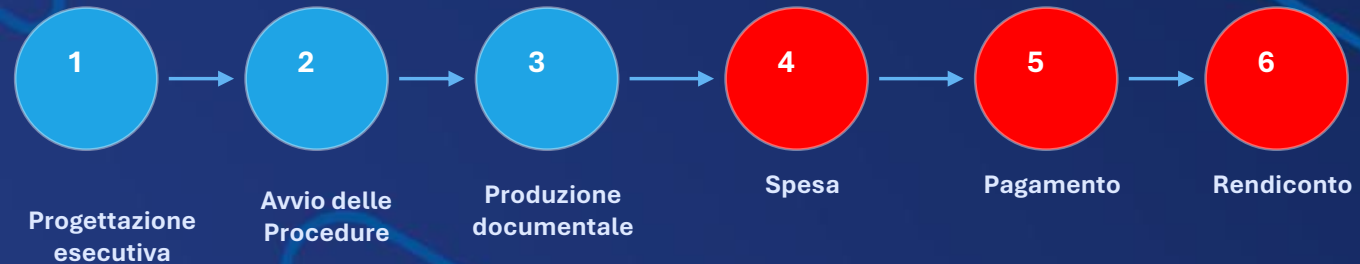 1
2
3
4
5
6
Progettazione
esecutiva
Avvio delle
Procedure
Produzione
documentale
Spesa
Pagamento
Rendiconto